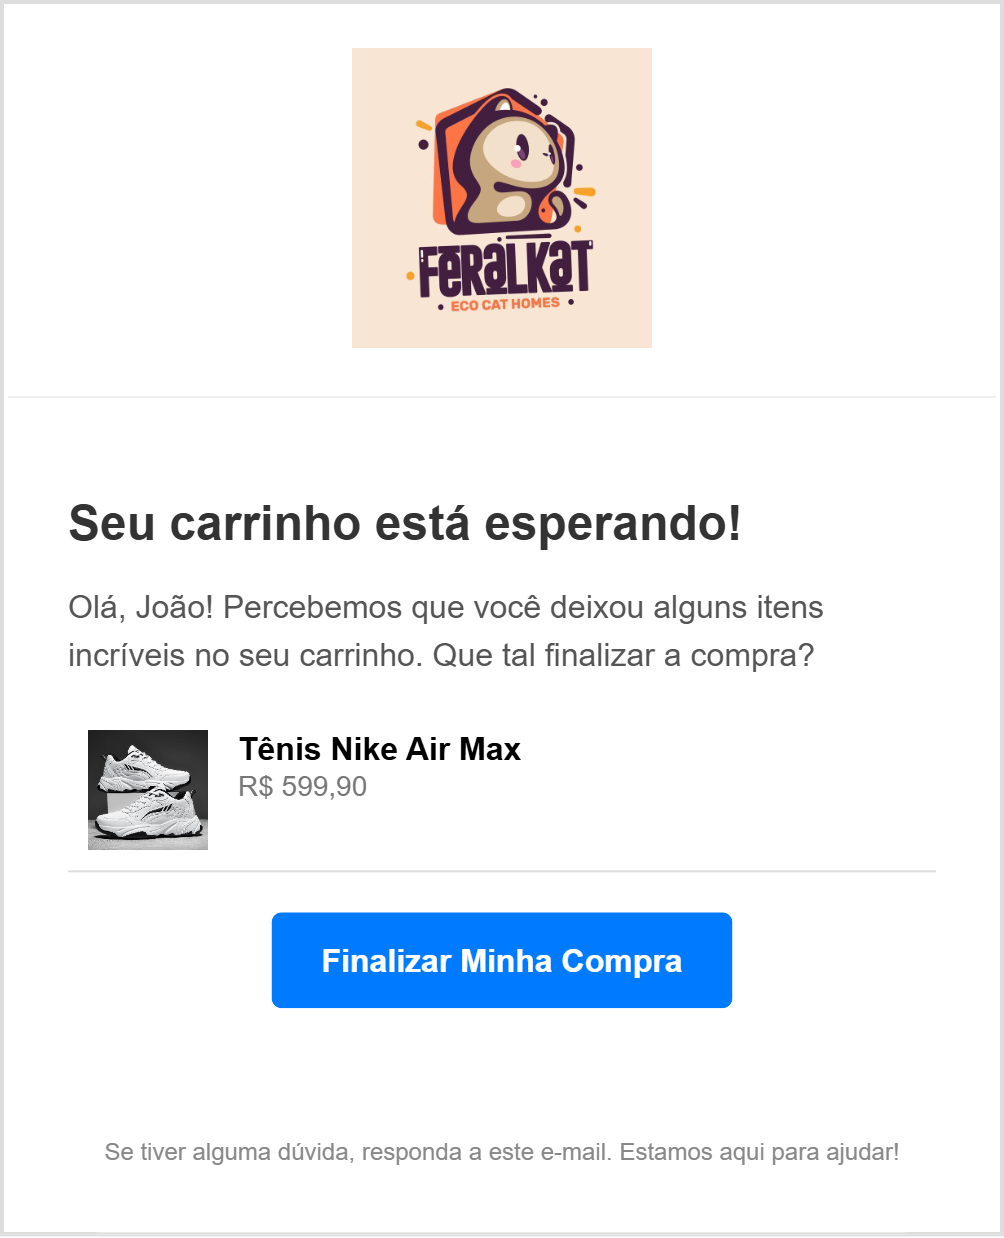 FERALKAT
ECO CAT HOMES
Seu carrinho está esperando!
Olá, João! Percebemos que você deixou alguns itens
incríveis no seu carrinho. Que tal finalizar a compra?
Tênis Nike Air Max
R$ 599,90
Finalizar Minha Compra
Se tiver alguma dúvida, responda a este e-mail. Estamos aqui para ajudar!